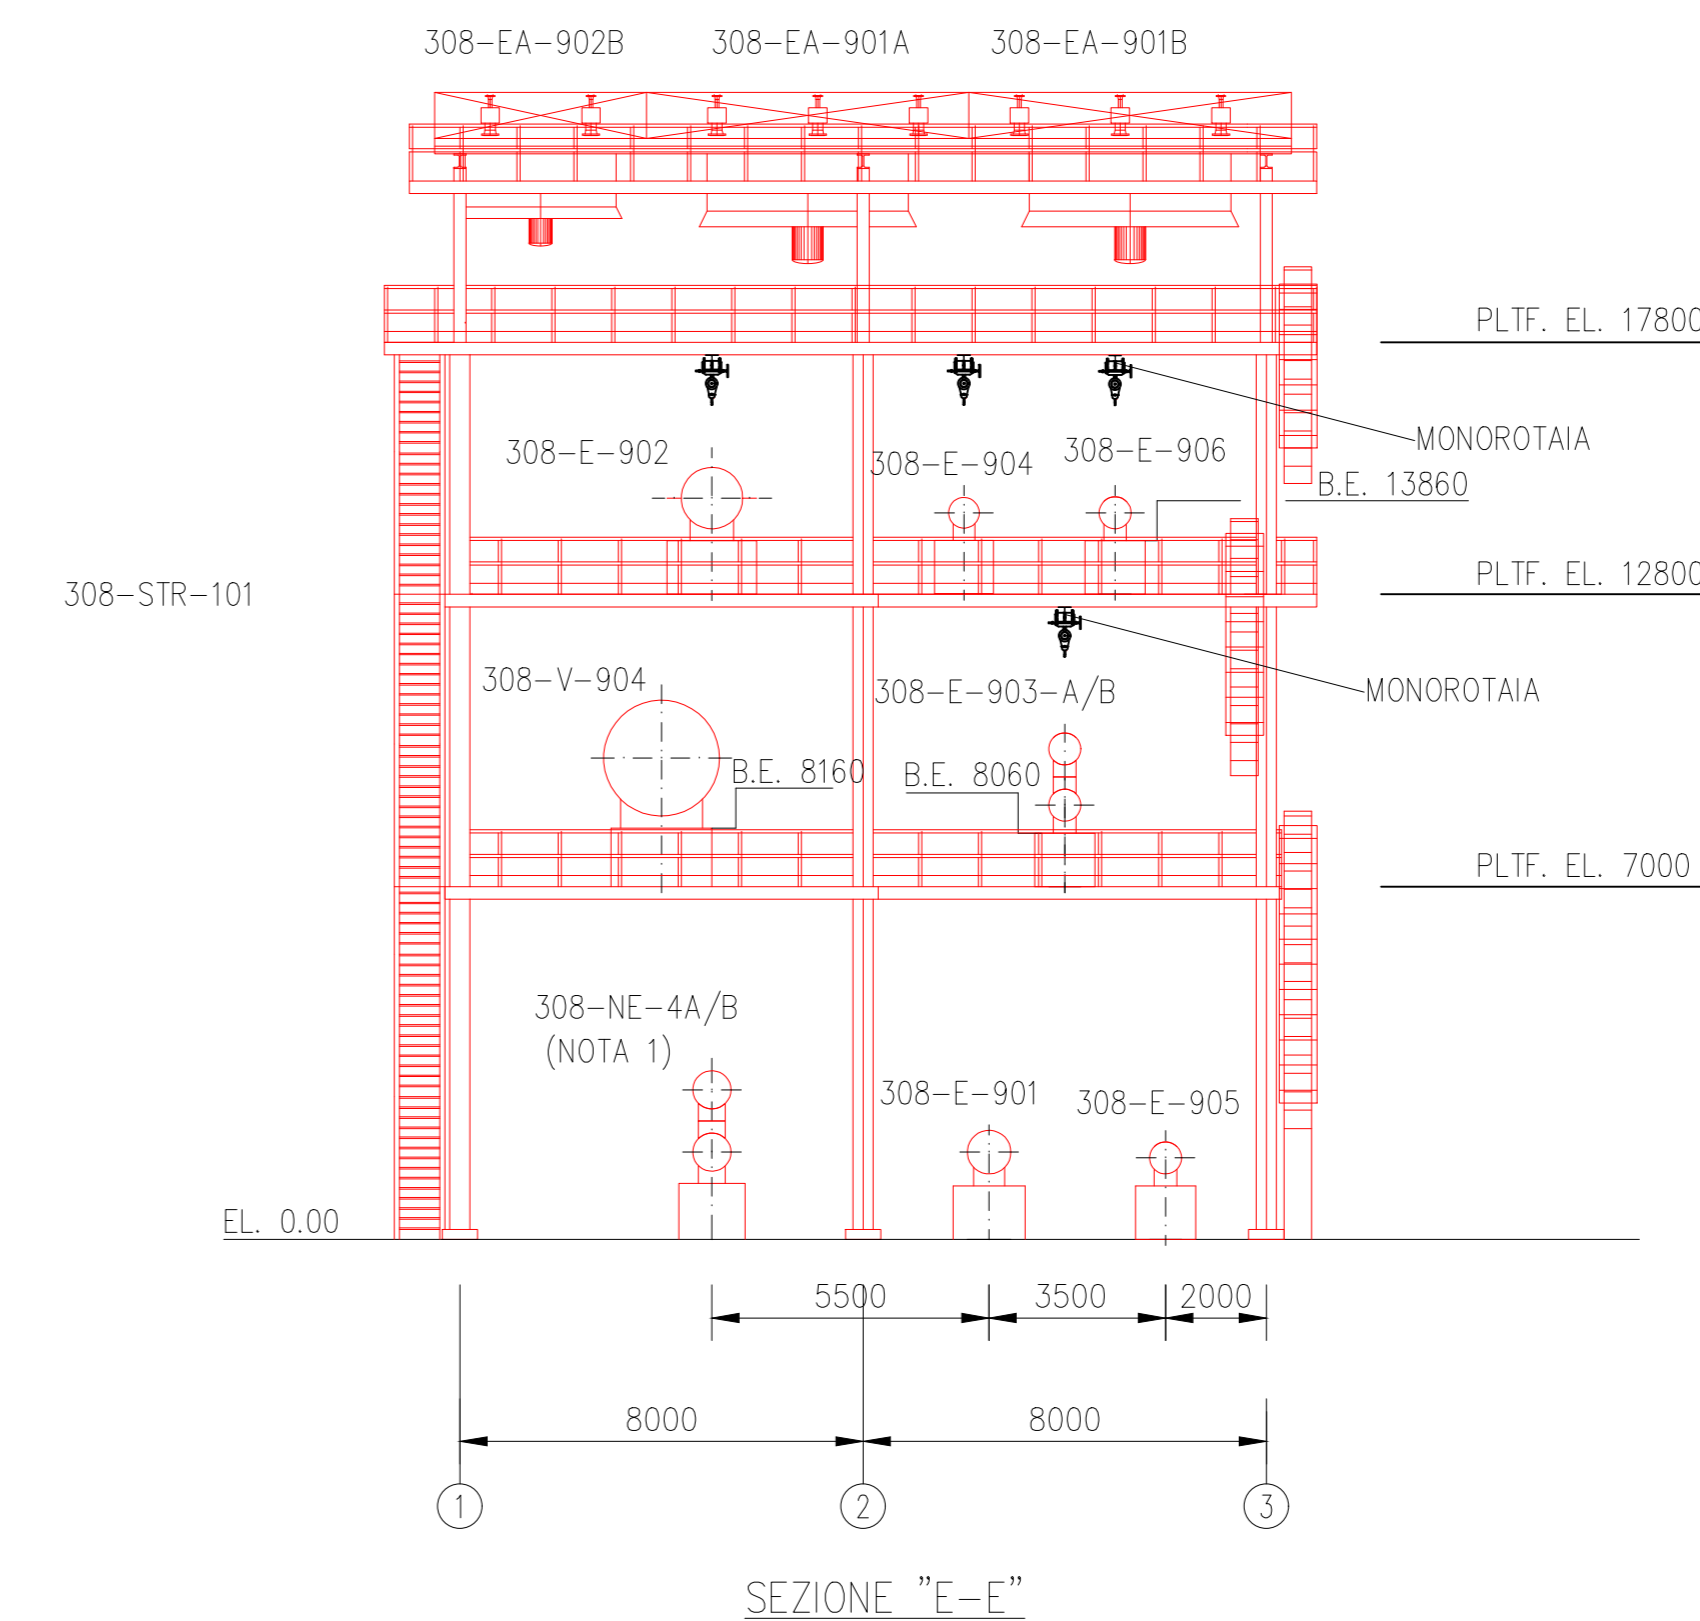 308-EA-902B 308-EA-901A 308-EA-901B
PLTF. EL. 17800
MONOROTAIA
308-E-902 308-E-904 308-E-906
B.E. 13860
308-STR-101
PLTF. EL. 12800
308-V-904 308-E-903-A/B
MONOROTAIA
B.E. 8160 B.E. 8060
PLTF. EL. 7000
308-NE-4A/B
(NOTA 1)
308-E-901 308-E-905
EL. 0.00
5500 3500 2000
8000 8000
1 2 3
SEZIONE "E-E"